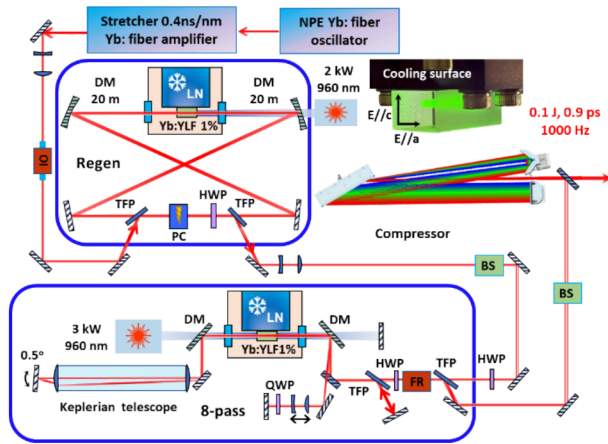 Stretcher 0.4ns/nm
Yb: fiber amplifier
NPE Yb: fiber
oscillator
DM
20 m
LN
Yb:YLF 1%
DM
20 m
2 kW
960 nm
Cooling surface
E//c
E//a
0.1 J, 0.9 ps
1000 Hz
IO
Regen
TFP
HWP
TFP
PC
Compressor
BS
BS
3 kW
960 nm
DM
LN
Yb:YLF1%
DM
0.5°
Keplerian telescope
8-pass
QWP
TFP
HWP
FR
TFP
HWP